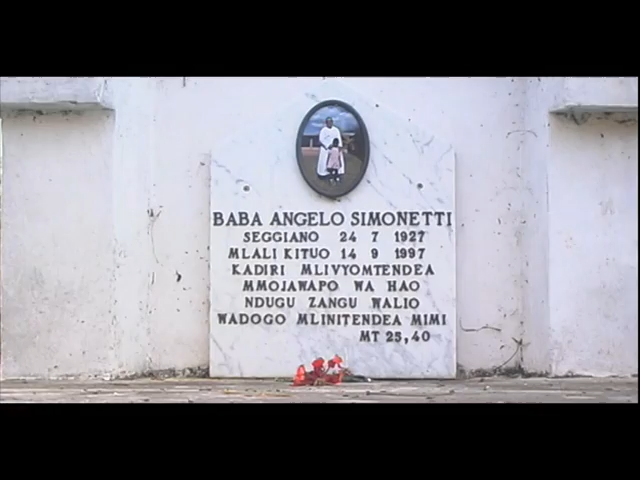 BABA ANGELO SIMONETTI
SEGGIANO 24 7 1927
MLALI KITUO 14 9 1997
KADIRI MLIVYOMTENDEA
MMOJAWAPO WA HAO
NDUGU ZANGU WALIO
WADOGO MLINITENDEA MIMI
MT 25,40